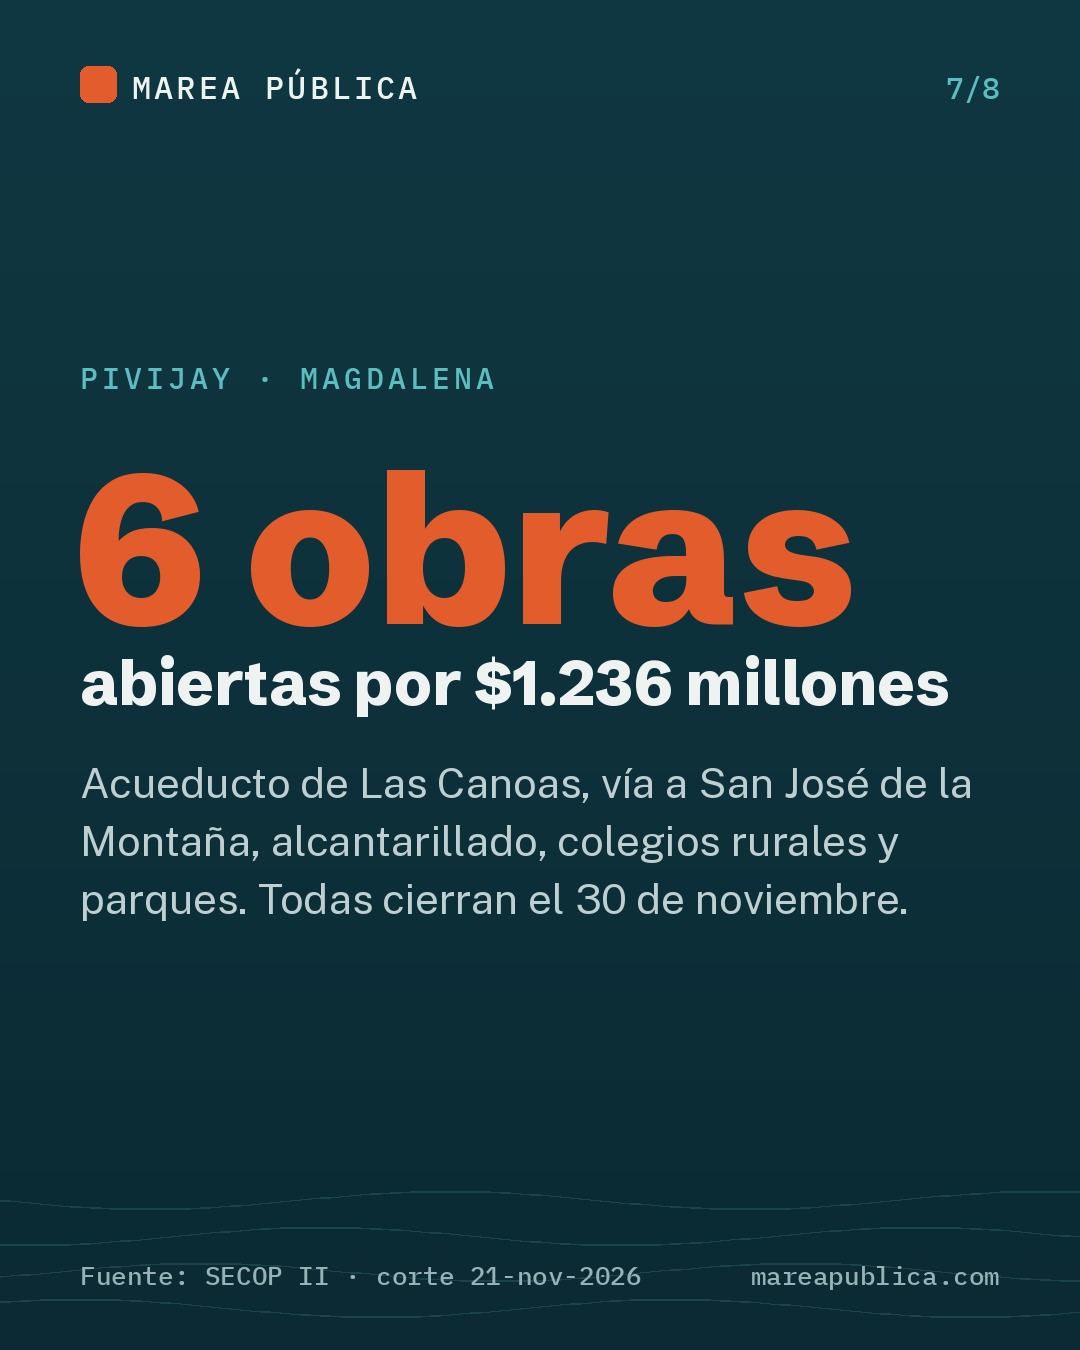 MAREA PÚBLICA
7/8
PIVIJAY · MAGDALENA
6 obras
abiertas por $1.236 millones
Acueducto de Las Canoas, vía a San José de la
Montaña, alcantarillado, colegios rurales y
parques. Todas cierran el 30 de noviembre.
Fuente: SECOP II · corte 21-nov-2026
mareapublica.com